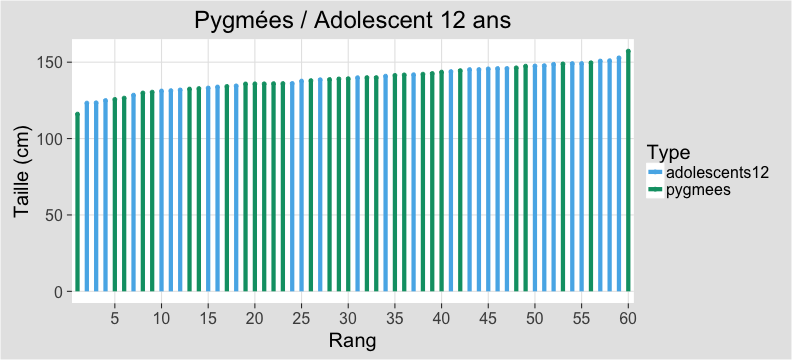 Pygmées / Adolescent 12 ans
Taille (cm)
150
100
50
0
5 10 15 20 25 30 35 40 45 50 55 60
Rang
Type
adolescents12
pygmees